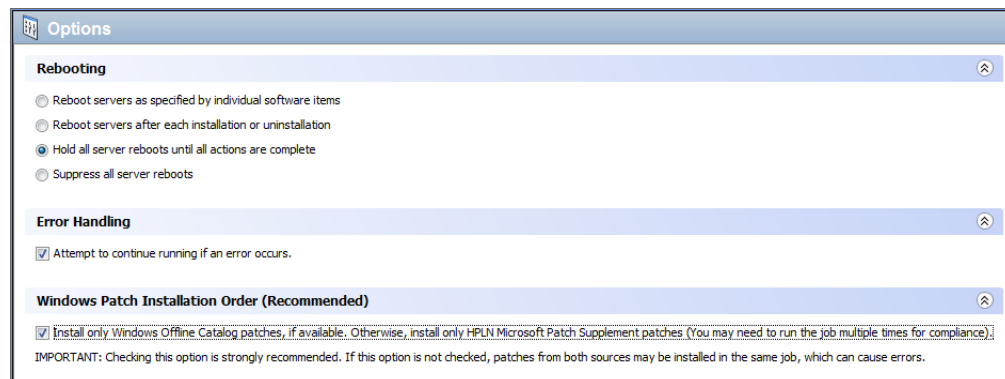 Options
Rebooting
Reboot servers as specified by individual software items
Reboot servers after each installation or uninstallation
Hold all server reboots until all actions are complete
Suppress all server reboots
Error Handling
Attempt to continue running if an error occurs.
Windows Patch Installation Order (Recommended)
Install only Windows Offline Catalog patches, if available. Otherwise, install only HPLN Microsoft Patch Supplement patches (You may need to run the job multiple times for compliance).
IMPORTANT: Checking this option is strongly recommended. If this option is not checked, patches from both sources may be installed in the same job, which can cause errors.